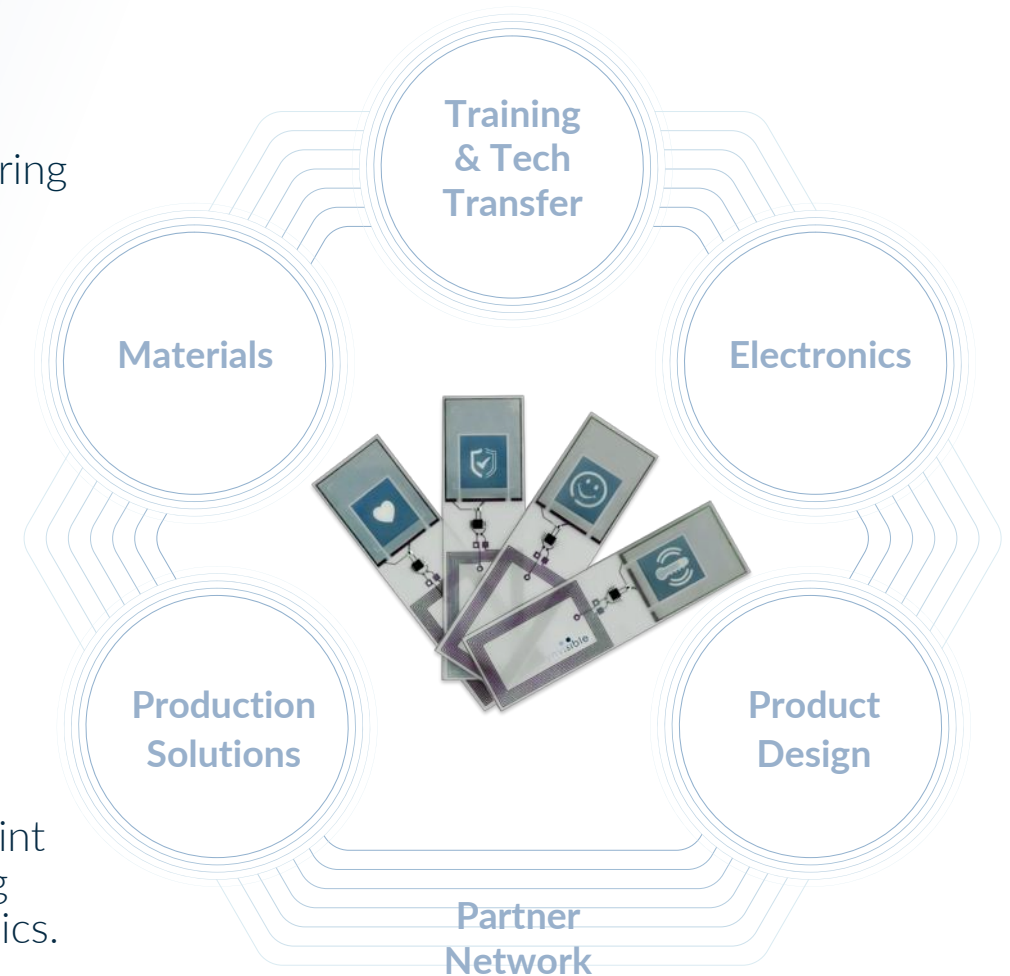 ring
Training
& Tech
Transfer
Materials
Electronics
Production
Solutions
Product
Design
int
g
ics.
Partner
Network